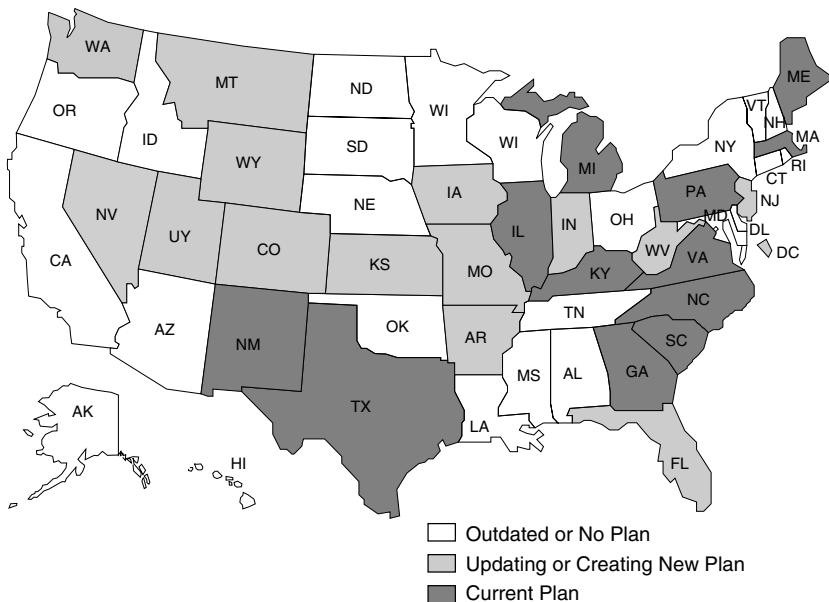 WA
MT
ND
WI
ME
OR
ID
SD
WI
MI
VT
NH
MA
NY
WY
IA
RI
CT
NV
UY
NE
IL
IN
OH
PA
NJ
MD
DL
DC
CA
CO
KS
MO
WV
VA
KY
AZ
NM
OK
AR
TN
NC
SC
MS
AL
GA
TX
LA
AK
HI
FL
Outdated or No Plan
Updating or Creating New Plan
Current Plan